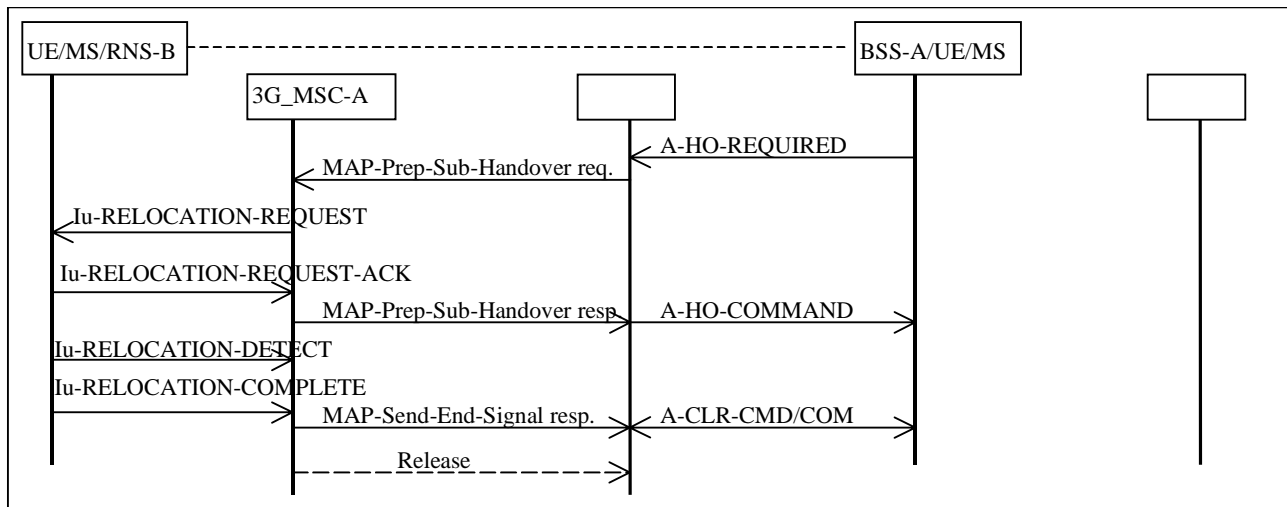 UE/MS/RNS-B
BSS-A/UE/MS
3G_MSC-A
A-HO-REQUIRED
MAP-Prep-Sub-Handover req.
Iu-RELOCATION-REQUEST
Iu-RELOCATION-REQUEST-ACK
MAP-Prep-Sub-Handover resp
A-HO-COMMAND
Iu-RELOCATION-DETECT
Iu-RELOCATION-COMPLETE
MAP-Send-End-Signal resp.
A-CLR-CMD/COM
Release